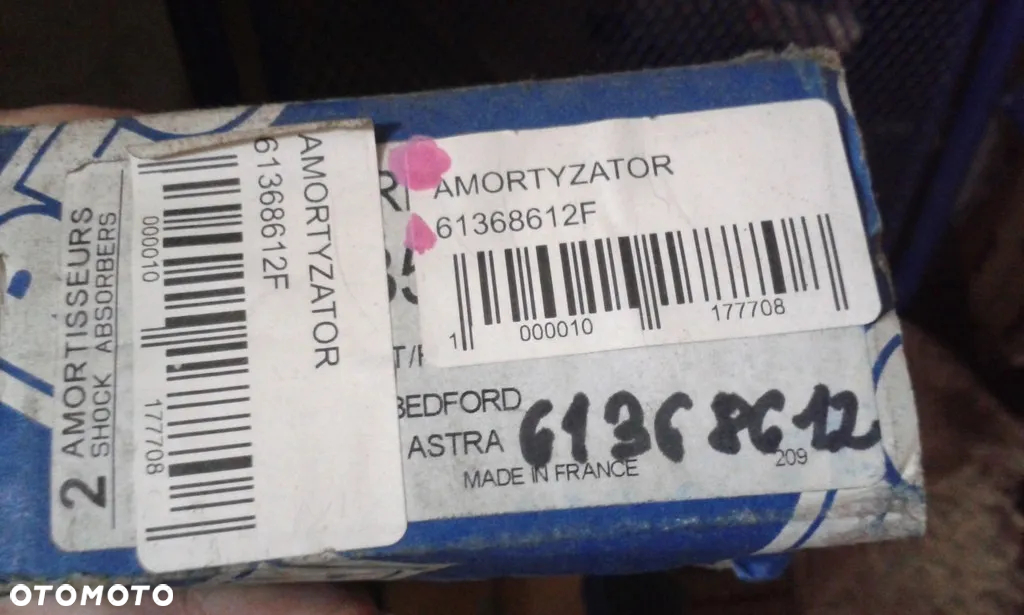 2 AMORTISSEURS
SHOCK ABSORBERS
AMORTYZATOR
61368612F
000010
177708
AMORTYZATOR
61368612F
1
000010
177708
BEDFORD
ASTRA
61368612
MADE IN FRANCE
209
OTOMOTO